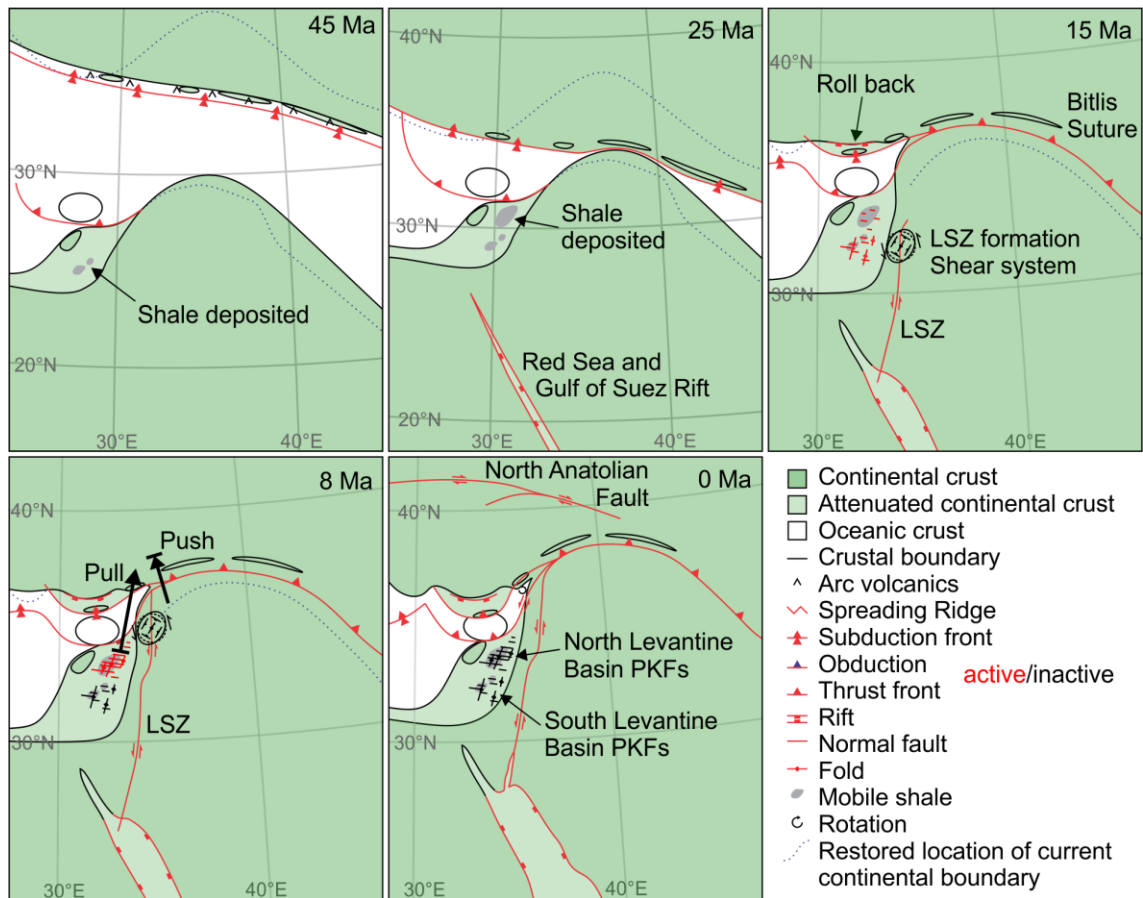 45 Ma
30°N
Shale deposited
20°N
30°E
40°E
25 Ma
40°N
Shale
deposited
30°N
Red Sea and
Gulf of Suez Rift
20°N
30°E
40°E
15 Ma
40°N
Roll back
Bitlis
Suture
LSZ formation
Shear system
30°N
LSZ
30°E
40°E
8 Ma
40°N
Push
Pull
LSZ
30°N
30°E
40°E
0 Ma
North Anatolian
Fault
40°N
North Levantine
Basin PKFs
South Levantine
Basin PKFs
30°N
30°E
40°E
Continental crust
Attenuated continental crust
Oceanic crust
Crustal boundary
Arc volcanics
Spreading Ridge
Subduction front
Obduction
active/inactive
Thrust front
Rift
Normal fault
Fold
Mobile shale
Rotation
Restored location of current
continental boundary